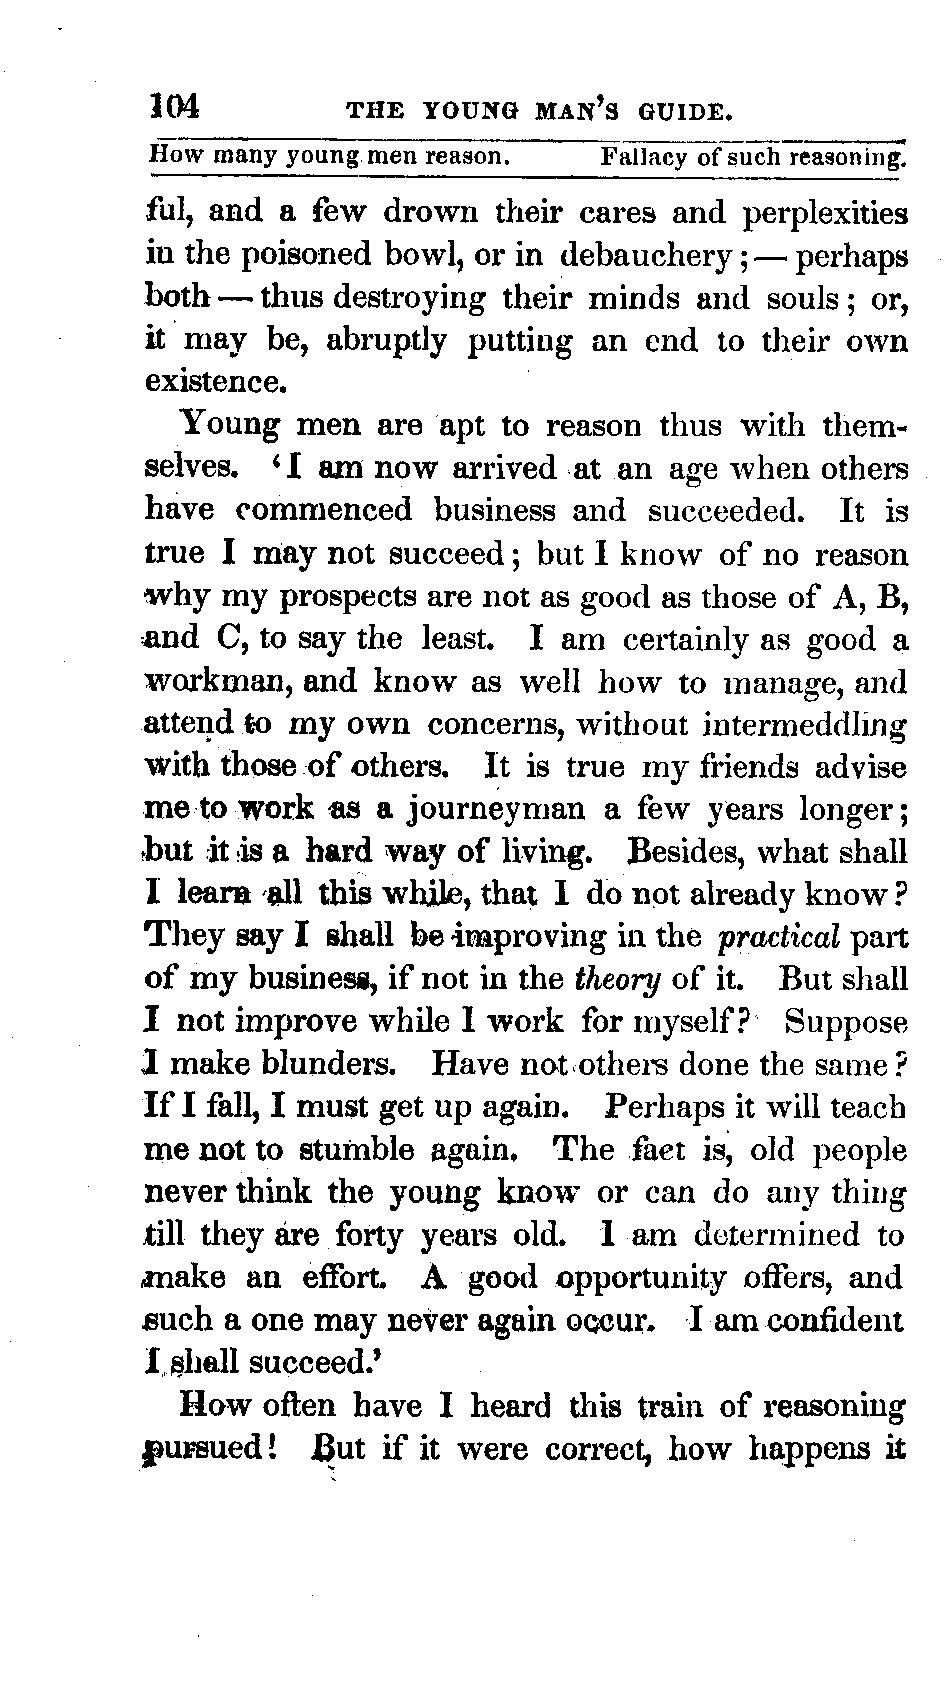 104 THE YOUNG MAN'S GUIDE.
How many young men reason. Fallacy of such reasoning.
ful, and a few drown their cares and perplexities
in the poisoned bowl, or in debauchery;— perhaps
both — thus destroying their minds and souls; or,
it may be, abruptly putting an end to their own
existence.
Young men are apt to reason thus with them-
selves. 'I am now arrived at an age when others
have commenced business and succeeded. It is
true I may not succeed; but I know of no reason
why my prospects are not as good as those of A, B,
and C, to say the least. I am certainly as good a
workman, and know as well how to manage, and
attend to my own concerns, without intermeddling
with those of others. It is true my friends advise
me to work as a journeyman a few years longer;
but it is a hard way of living. Besides, what shall
I learn all this while, that I do not already know?
They say I shall be improving in the practical part
of my business, if not in the theory of it. But shall
I not improve while I work for myself? Suppose
I make blunders. Have not others done the same?
If I fall, I must get up again. Perhaps it will teach
me not to stumble again. The fact is, old people
never think the young know or can do any thing
till they are forty years old. I am determined to
make an effort. A good opportunity offers, and
such a one may never again occur. I am confident
I shall succeed.'
How often have I heard this train of reasoning
pursued! But if it were correct, how happens it